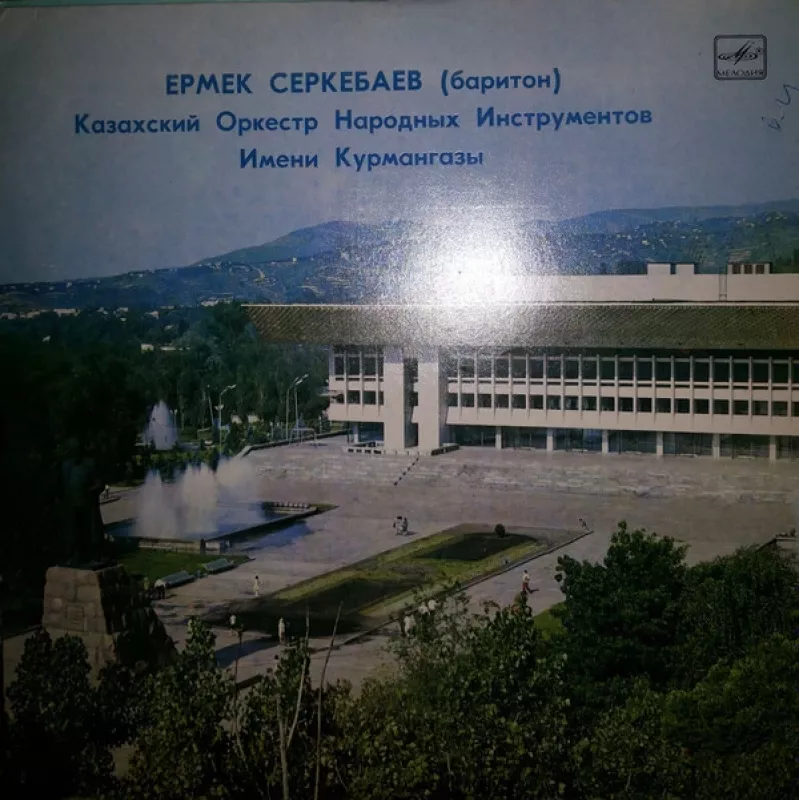 МЕЛОДИЯ
ЕРМЕК СЕРКЕБАЕВ (баритон)
Казахский Оркестр Народных Инструментов
Имени Курмангазы